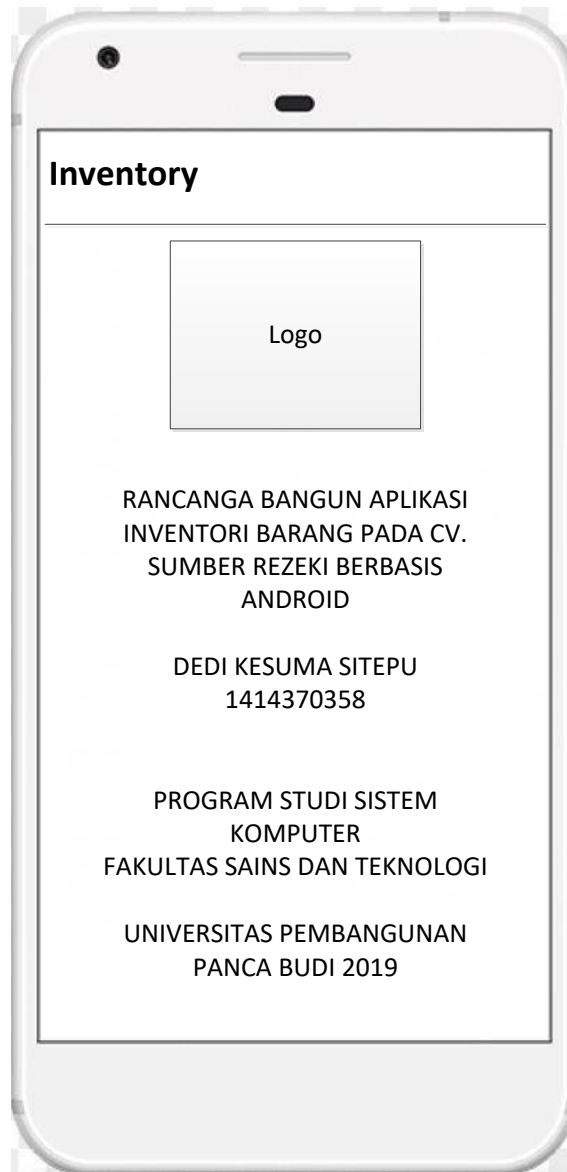 Inventory
Logo
RANCANGA BANGUN APLIKASI
INVENTORI BARANG PADA CV.
SUMBER REZEKI BERBASIS
ANDROID
DEDI KESUMA SITEPU
1414370358
PROGRAM STUDI SISTEM
KOMPUTER
FAKULTAS SAINS DAN TEKNOLOGI
UNIVERSITAS PEMBANGUNAN
PANCA BUDI 2019